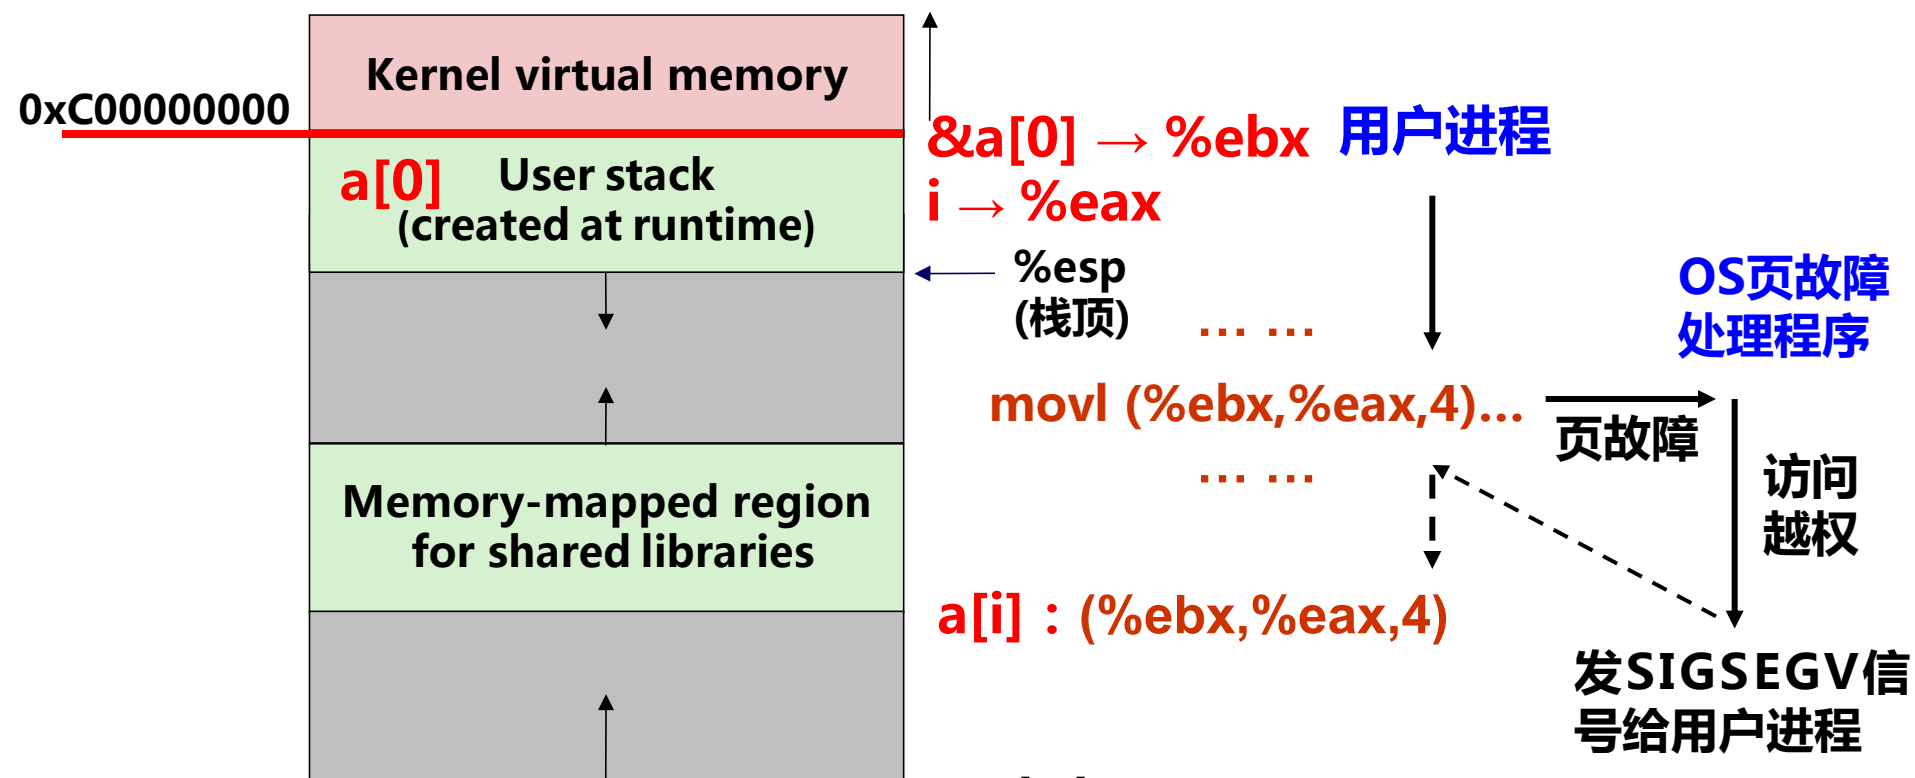 Kernel virtual memory
0xC00000000
&a[0] → %ebx 用户进程
a[0]
User stack
(created at runtime)
i → %eax
%esp
(栈顶)
OS页故障
处理程序
… …
movl (%ebx,%eax,4)…
页故障
… …
访问
越权
Memory-mapped region
for shared libraries
a[i]：(%ebx,%eax,4)
发SIGSEGV信
号给用户进程